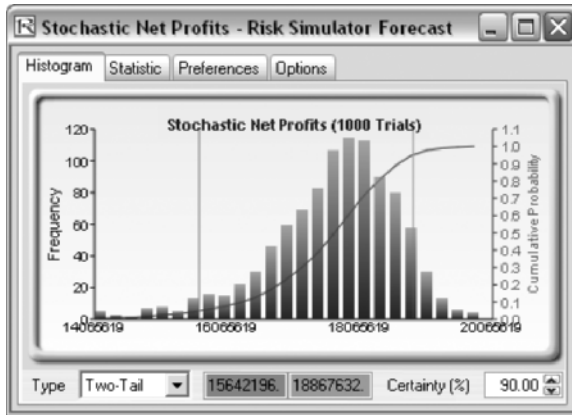 Stochastic Net Profits - Risk Simulator Forecast
Histogram Statistic Preferences Options
Stochastic Net Profits (1000 Trials)
Frequency
120
100
80
60
40
20
0
14065619 16065619 18065619 20065619
1.1
1.0
0.9
0.8
0.7
0.6
0.5
0.4
0.3
0.2
0.1
0.0
Cumulative Probability
Type Two-Tail 15642196. 18867632. Certainty (%) 90.00